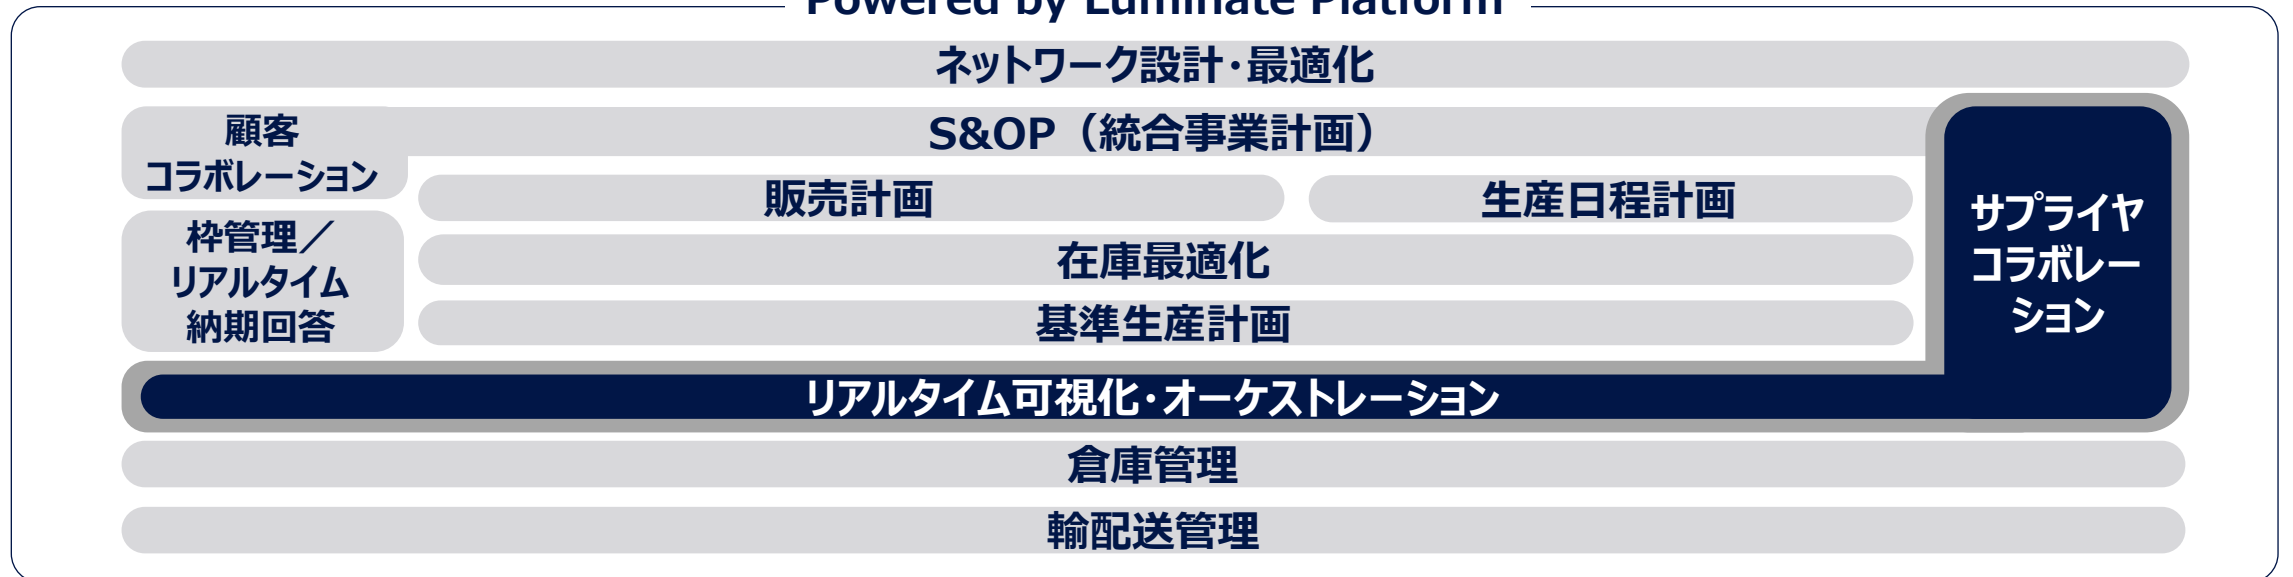 Powered by Luminate Platform
ネットワーク設計・最適化
顧客
コラボレーション
S&OP（統合事業計画）
販売計画
生産日程計画
枠管理／
リアルタイム
納期回答
在庫最適化
基準生産計画
サプライヤ
コラボレー
ション
リアルタイム可視化・オーケストレーション
倉庫管理
輸配送管理